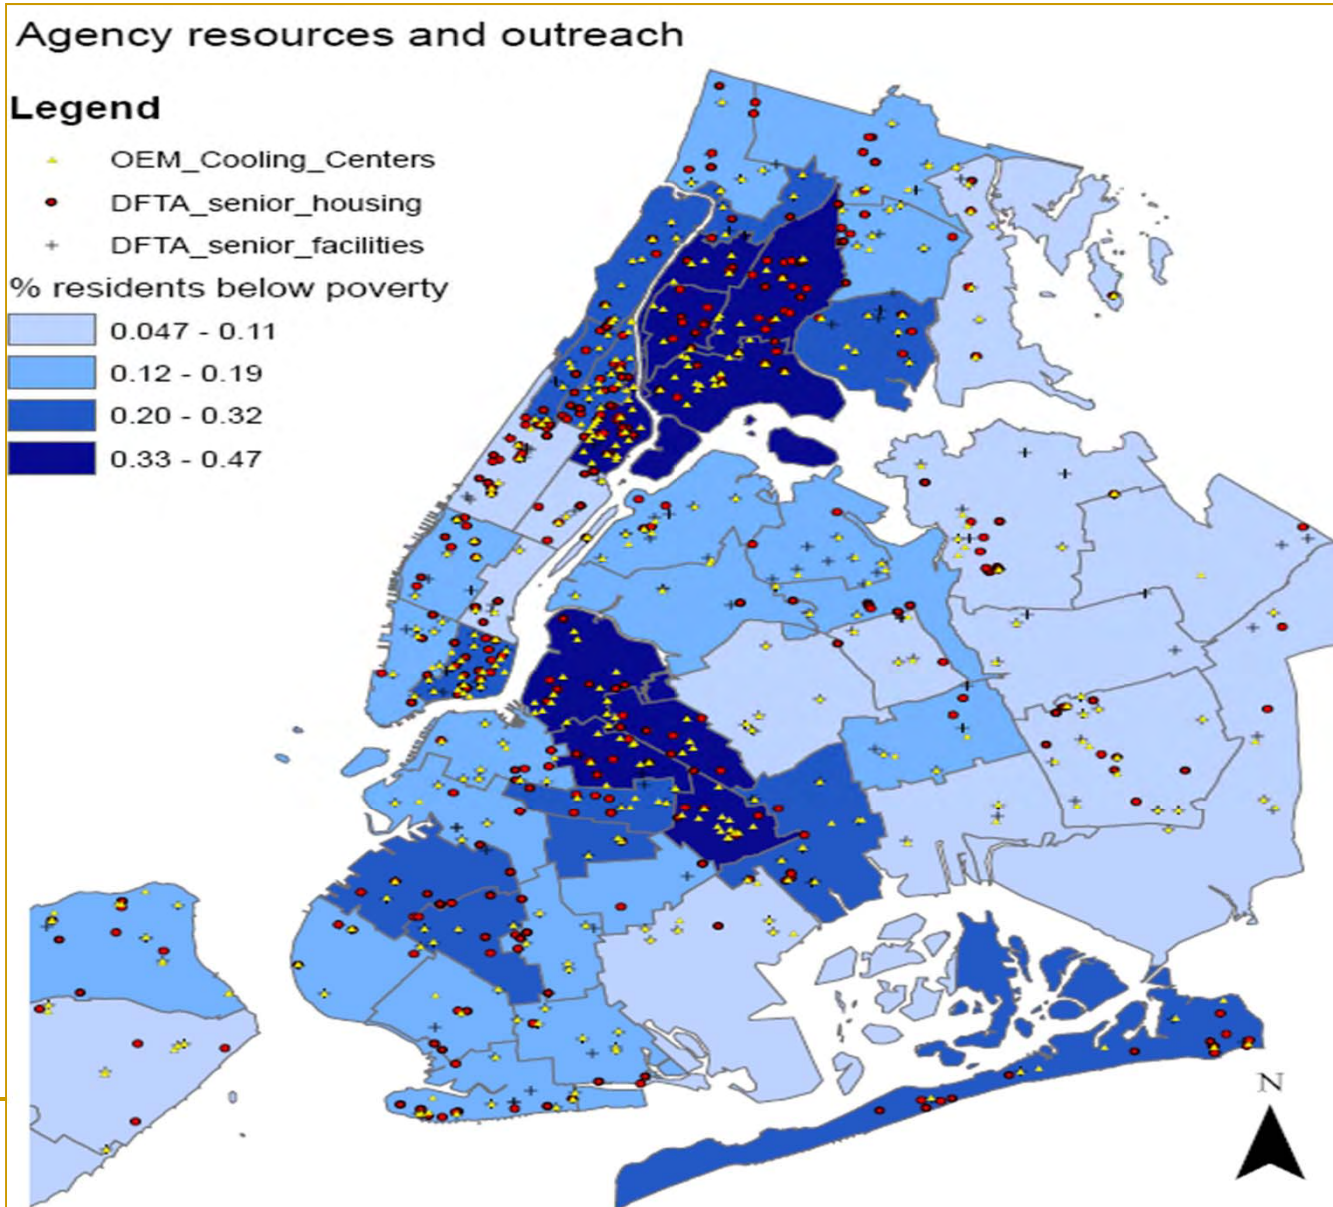 Agency resources and outreach
Legend
OEM_Cooling_Centers
DFTA_senior_housing
DFTA_senior_facilities
% residents below poverty
0.047 - 0.11
0.12 - 0.19
0.20 - 0.32
0.33 - 0.47
N